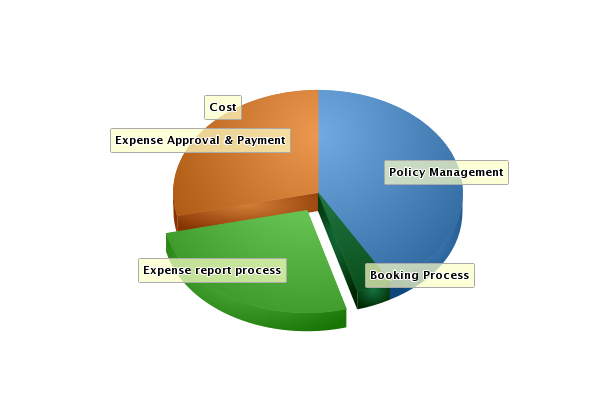 Cost
Expense Approval & Payment
Policy Management
Expense report process
Booking Process